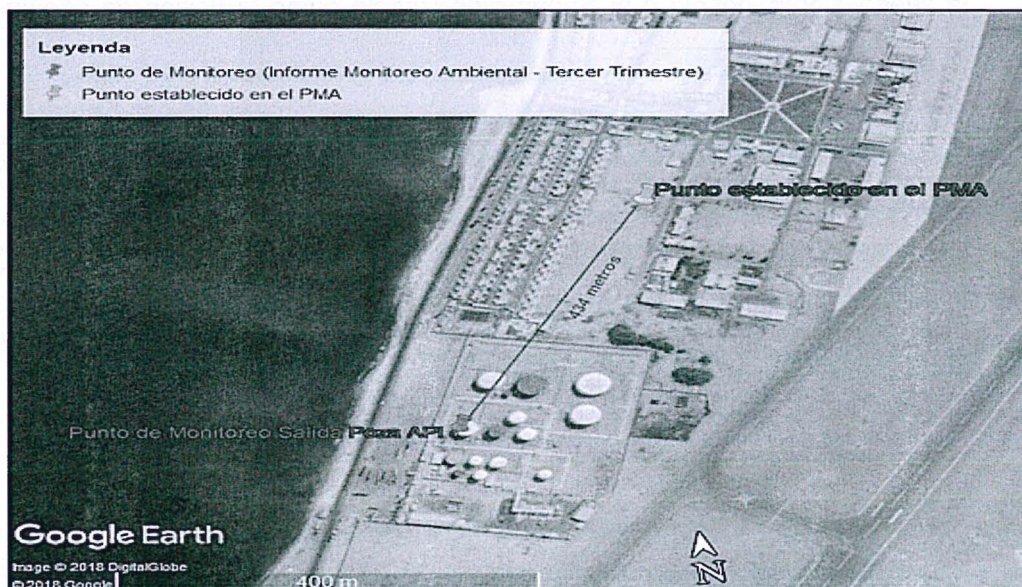 Leyenda
Punto de Monitoreo (Informe Monitoreo Ambiental - Tercer Trimestre)
Punto establecido en el PMA
Punto establecido en el PMA
434 metros
Punto de Monitoreo Salida Poza API
Google Earth
Image © 2018 DigitalGlobe
© 2018 Google
400 m
N